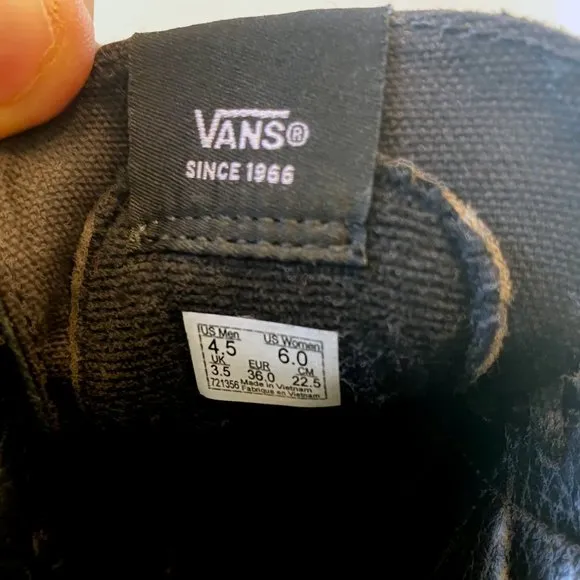 VANS®
SINCE 1966
US Men US Women
4.5 6.0
UK EUR CM
3.5 36.0 22.5
721356 Made in Vietnam
Fabriqué en Vietnam